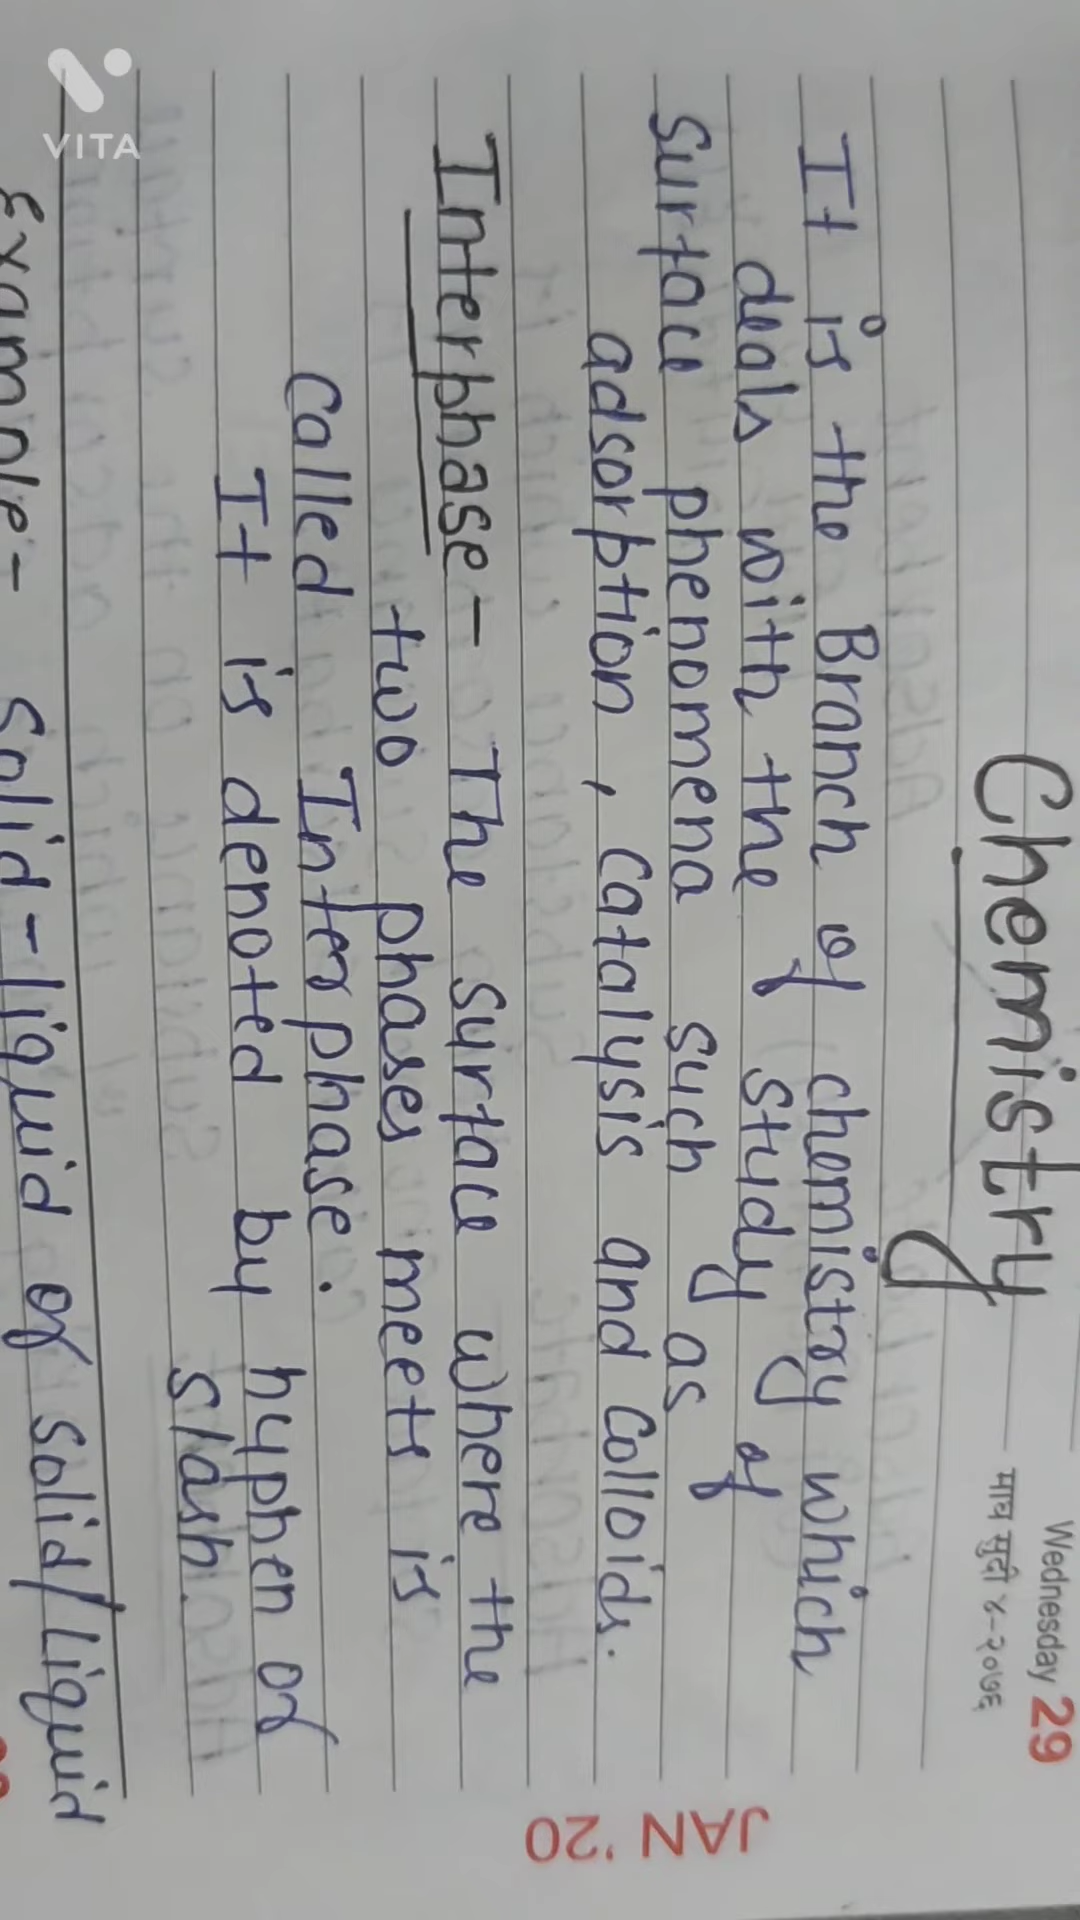 Wednesday 29
माघ सुदी ४-२०७६
Chemistry
It is the Branch of chemistry which
deals with the study of
Surface phenomena such as
adsorption, Catalysis and Colloids.
Interphase - The surface where the
two phases meets is
Called Interphase.
It is denoted by hyphen or
slash.
Example - Solid-liquid or solid/Liquid
JAN '20
VITA